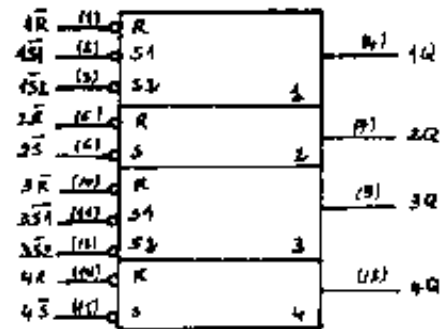 1R̅ (1) R
1S̅1̅ (2) S1 (4) 1Q
1S̅2̅ (3) S2 1
2R̅ (5) R
2S̅ (6) S 2 (7) 2Q
3R̅ (10) R
3S̅1̅ (11) S1 (9) 3Q
3S̅2̅ (12) S2 3
4R (14) R (13) 4Q
4S̅ (15) S 4